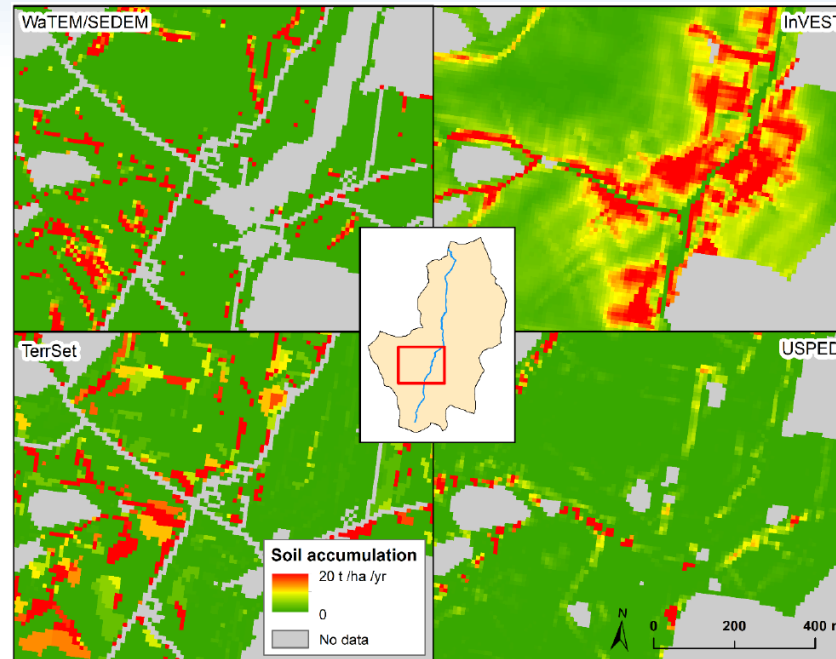 WaTEM/SEDEM
InVEST
TerrSet
USPED
Soil accumulation
20 t /ha /yr
0
No data
N
0 200 400 m